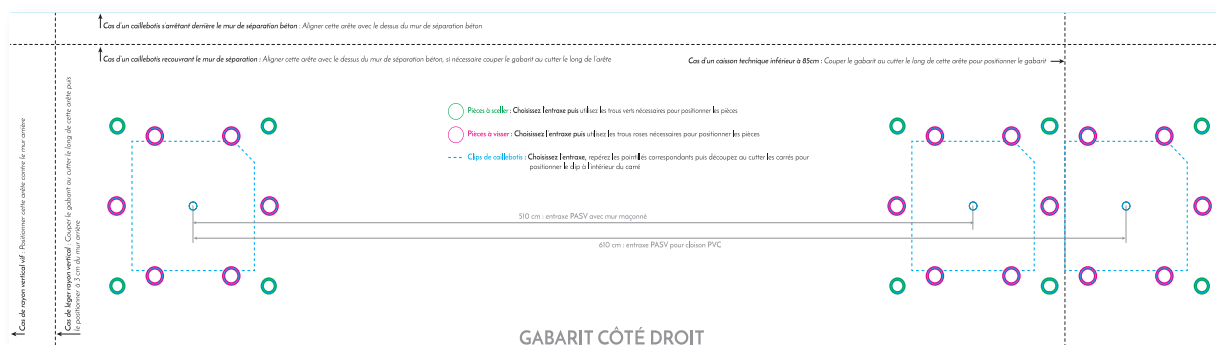 Cas d'un caillebotis s'arrêtant derrière le mur de séparation béton : Aligner cette arête avec le dessus du mur de séparation béton
Cas d'un caillebotis recouvrant le mur de séparation : Aligner cette arête avec le dessus du mur de séparation béton, si nécessaire couper le gabarit au cutter le long de l'arête
Cas d'un caisson technique inférieur à 85cm : Couper le gabarit au cutter le long de cette arête pour positionner le gabarit
Cas de rayon vertical vif : Positionner cette arête contre le mur arrière
Cas de léger rayon vertical : Couper le gabarit au cutter le long de cette arête puis
le positionner à 3 cm du mur arrière
Pièces à sceller : Choisissez l'entraxe puis utilisez les trous verts nécessaires pour positionner les pièces
Pièces à visser : Choisissez l'entraxe puis utilisez les trous roses nécessaires pour positionner les pièces
Clips de caillebotis : Choisissez l'entraxe, repérez les pointillés correspondants puis découpez au cutter les carrés pour
positionner le clip à l'intérieur du carré
510 cm : entraxe PASV avec mur maçonné
610 cm : entraxe PASV pour cloison PVC
GABARIT CÔTÉ DROIT